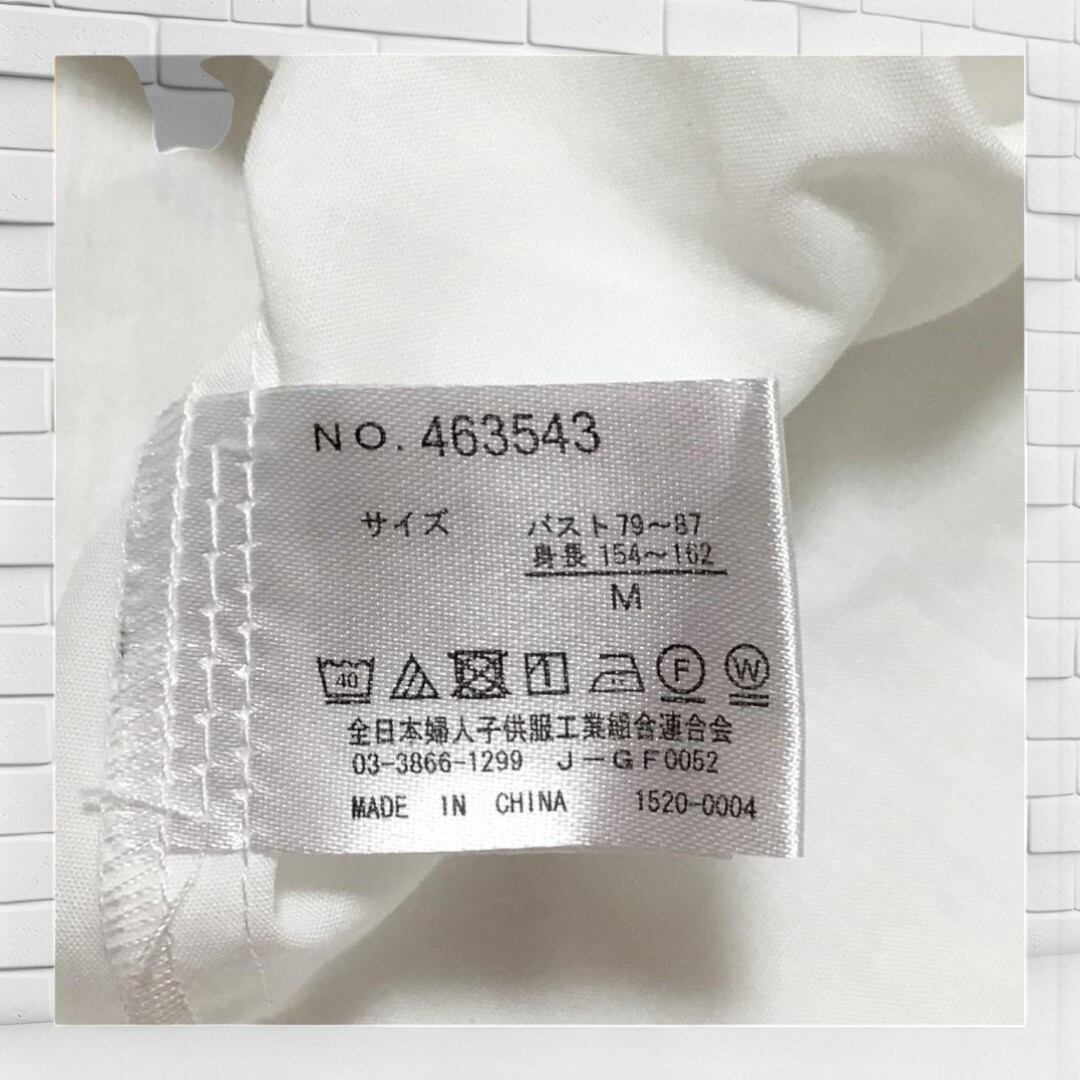 NO. 463543
サイズ バスト79～87
身長 154～162
M
40 F W
全日本婦人子供服工業組合連合会
03-3866-1299 J-GF0052
MADE IN CHINA 1520-0004